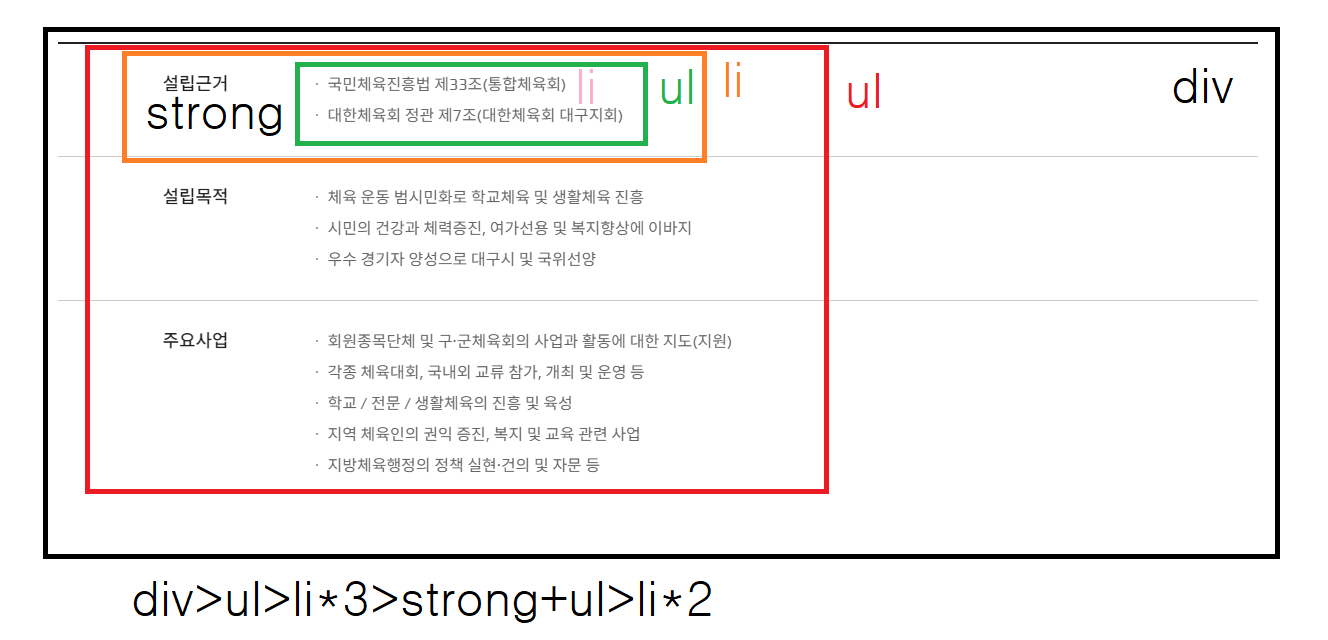 설립근거
strong
· 국민체육진흥법 제33조(통합체육회) li
· 대한체육회 정관 제7조(대한체육회 대구지회)
ul
li
ul
div
설립목적
· 체육 운동 범시민화로 학교체육 및 생활체육 진흥
· 시민의 건강과 체력증진, 여가선용 및 복지향상에 이바지
· 우수 경기자 양성으로 대구시 및 국위선양
주요사업
· 회원종목단체 및 구·군체육회의 사업과 활동에 대한 지도(지원)
· 각종 체육대회, 국내외 교류 참가, 개최 및 운영 등
· 학교 / 전문 / 생활체육의 진흥 및 육성
· 지역 체육인의 권익 증진, 복지 및 교육 관련 사업
· 지방체육행정의 정책 실현·건의 및 자문 등
div>ul>li*3>strong+ul>li*2